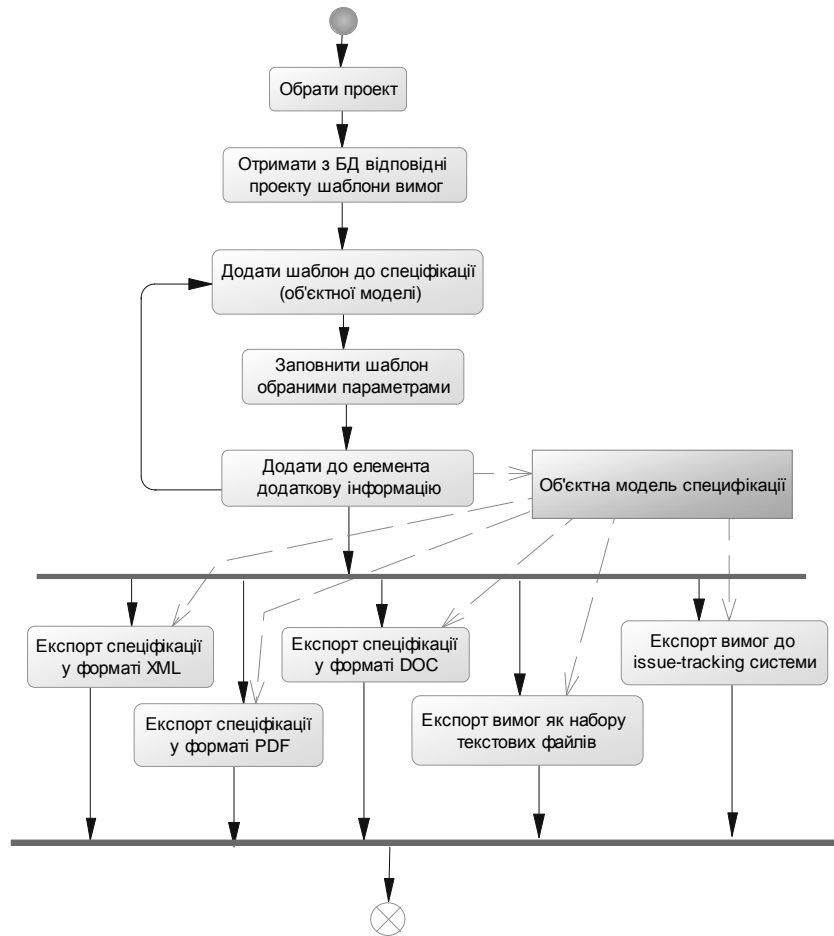 Обрати проект
Отримати з БД відповідні
проекту шаблони вимог
Додати шаблон до специфікації
(об'єктної моделі)
Заповнити шаблон
обраними параметрами
Додати до елемента
додаткову інформацію
Об'єктна модель специфікації
Експорт специфікації
у форматі XML
Експорт специфікації
у форматі PDF
Експорт специфікації
у форматі DOC
Експорт вимог як набору
текстових файлів
Експорт вимог до
issue-tracking системи